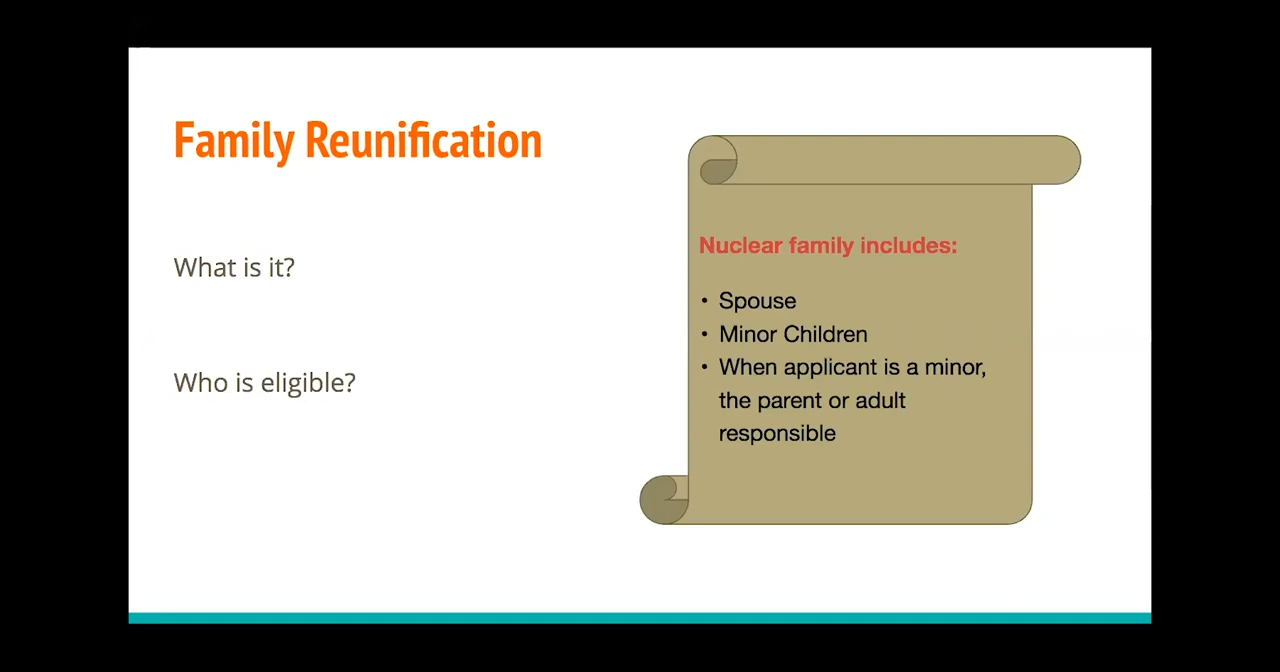 Family Reunification
What is it?
Who is eligible?
Nuclear family includes:
• Spouse
• Minor Children
• When applicant is a minor,
the parent or adult
responsible